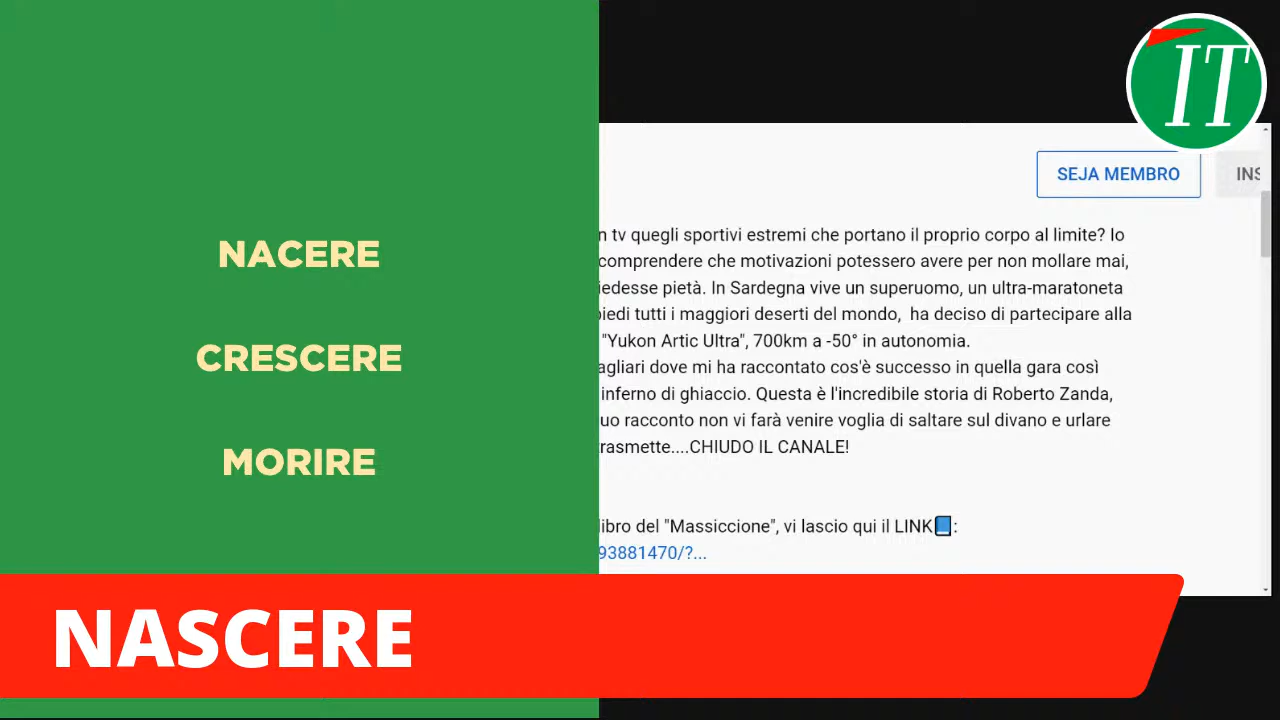 IT
NACERE
CRESCERE
MORIRE
SEJA MEMBRO
INS
n tv quegli sportivi estremi che portano il proprio corpo al limite? Io
comprendere che motivazioni potessero avere per non mollare mai,
iedesse pietà. In Sardegna vive un superuomo, un ultra-maratoneta
piedi tutti i maggiori deserti del mondo, ha deciso di partecipare alla
"Yukon Artic Ultra", 700km a -50° in autonomia.
agliari dove mi ha raccontato cos'è successo in quella gara così
inferno di ghiaccio. Questa è l'incredibile storia di Roberto Zanda,
uo racconto non vi farà venire voglia di saltare sul divano e urlare
rasmette....CHIUDO IL CANALE!
libro del "Massiccione", vi lascio qui il LINK📘:
93881470/?...
NASCERE